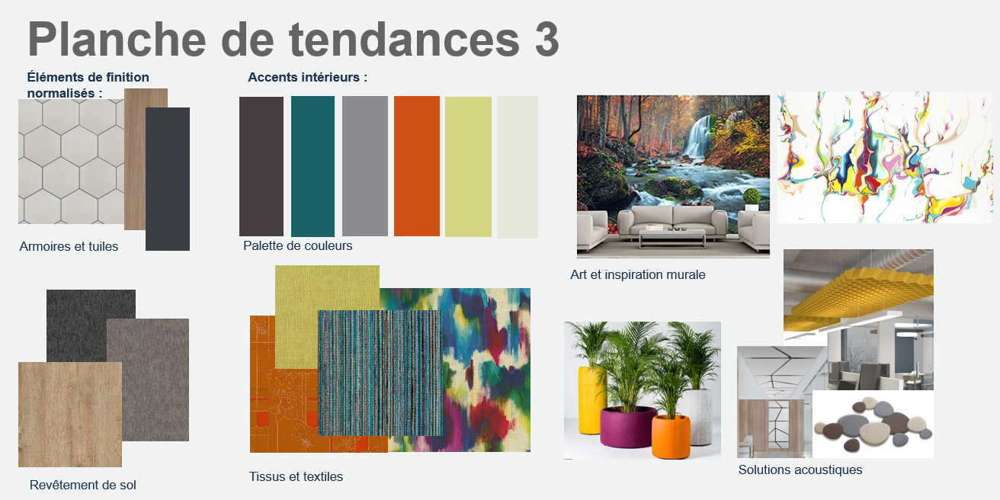 Planche de tendances 3
Éléments de finition
normalisés :
Accents intérieurs :
Armoires et tuiles
Palette de couleurs
Art et inspiration murale
Revêtement de sol
Tissus et textiles
Solutions acoustiques